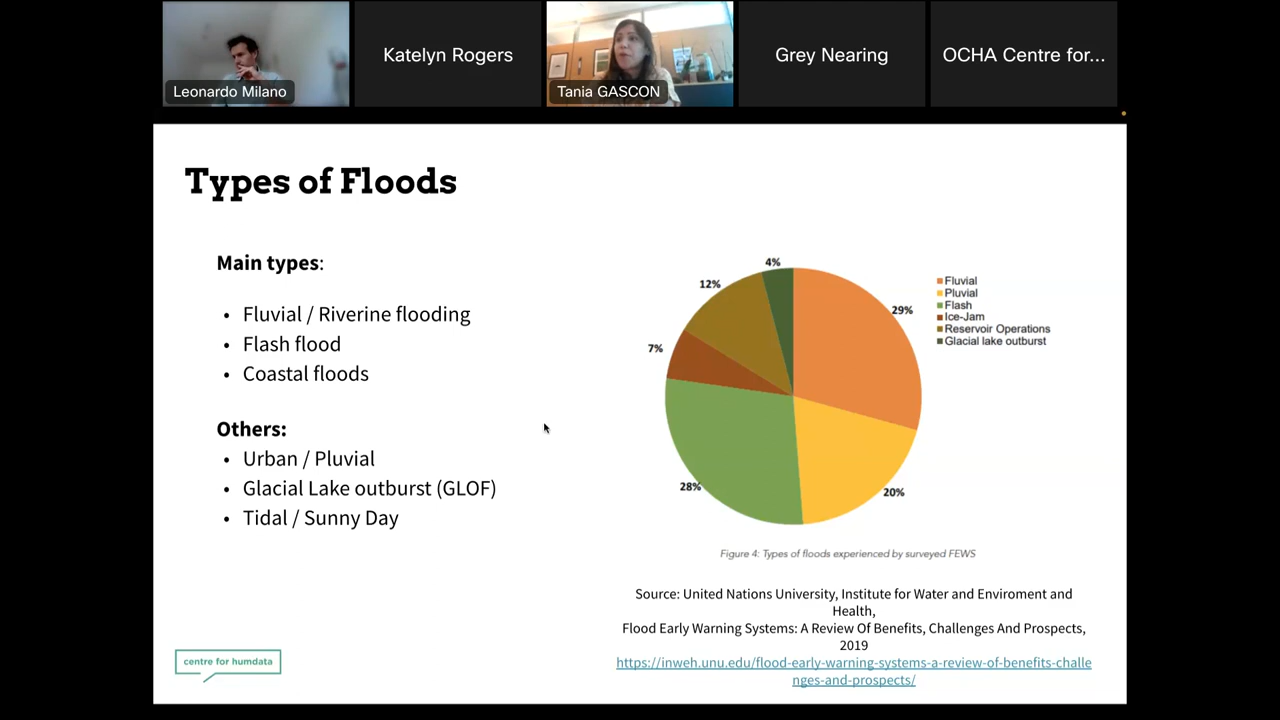 Leonardo Milano
Katelyn Rogers
Tania GASCON
Grey Nearing
OCHA Centre for...
Types of Floods
Main types:
• Fluvial / Riverine flooding
• Flash flood
• Coastal floods
Others:
• Urban / Pluvial
• Glacial Lake outburst (GLOF)
• Tidal / Sunny Day
4%
12%
7%
28%
29%
20%
Fluvial
Pluvial
Flash
Ice-Jam
Reservoir Operations
Glacial lake outburst
Figure 4: Types of floods experienced by surveyed FEWS
Source: United Nations University, Institute for Water and Enviroment and
Health,
Flood Early Warning Systems: A Review Of Benefits, Challenges And Prospects,
2019
https://inweh.unu.edu/flood-early-warning-systems-a-review-of-benefits-challe
nges-and-prospects/
centre for humdata